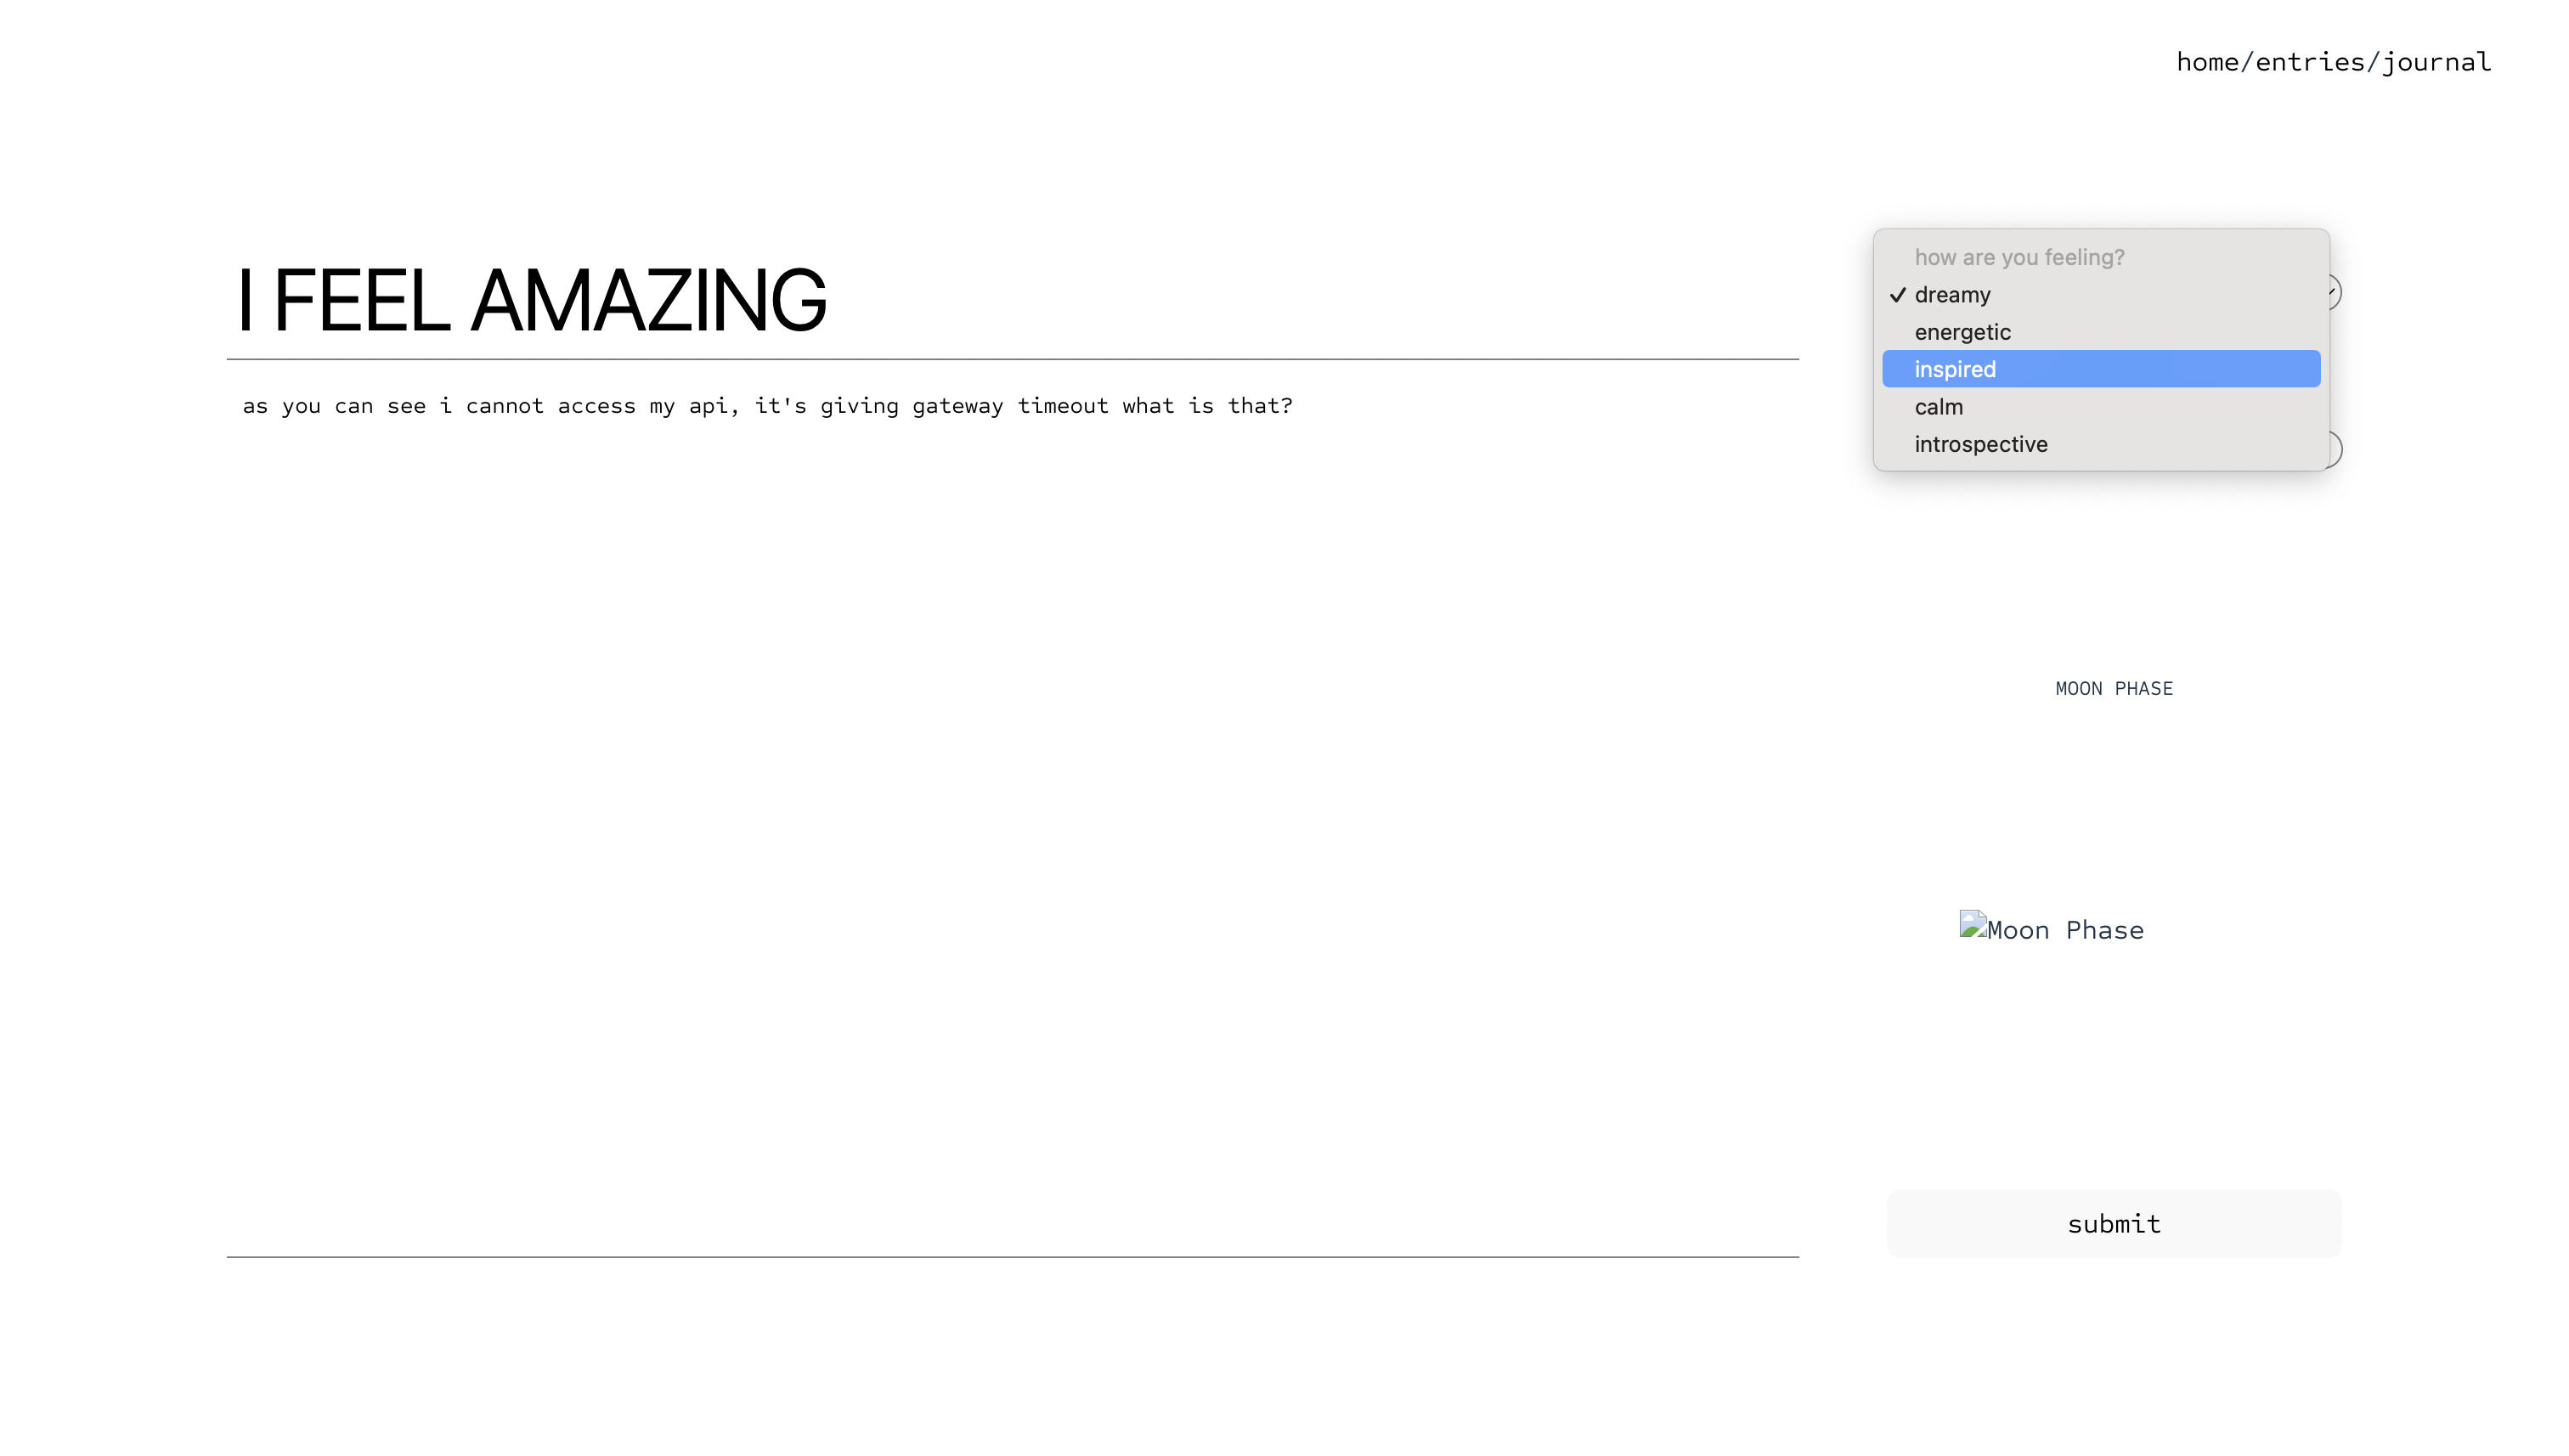 home/entries/journal
I FEEL AMAZING
as you can see i cannot access my api, it's giving gateway timeout what is that?
how are you feeling?
✓ dreamy
energetic
inspired
calm
introspective
MOON PHASE
Moon Phase
submit